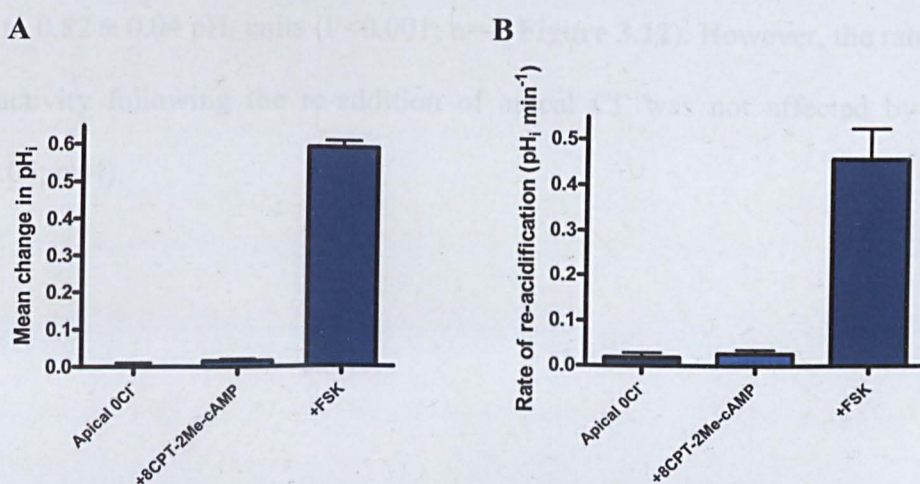 0.82 ± 0.04 pHi units (P<0.001; Figure 3.12). However, the rate
activity following the re-addition of apical Cl⁻ was not affected by
A
Mean change in pHi
0.6
0.5
0.4
0.3
0.2
0.1
0.0
Apical 0Cl⁻
+8CPT-2Me-cAMP
+FSK
B
Rate of re-acidification (pHi min⁻¹)
0.5
0.4
0.3
0.2
0.1
0.0
Apical 0Cl⁻
+8CPT-2Me-cAMP
+FSK